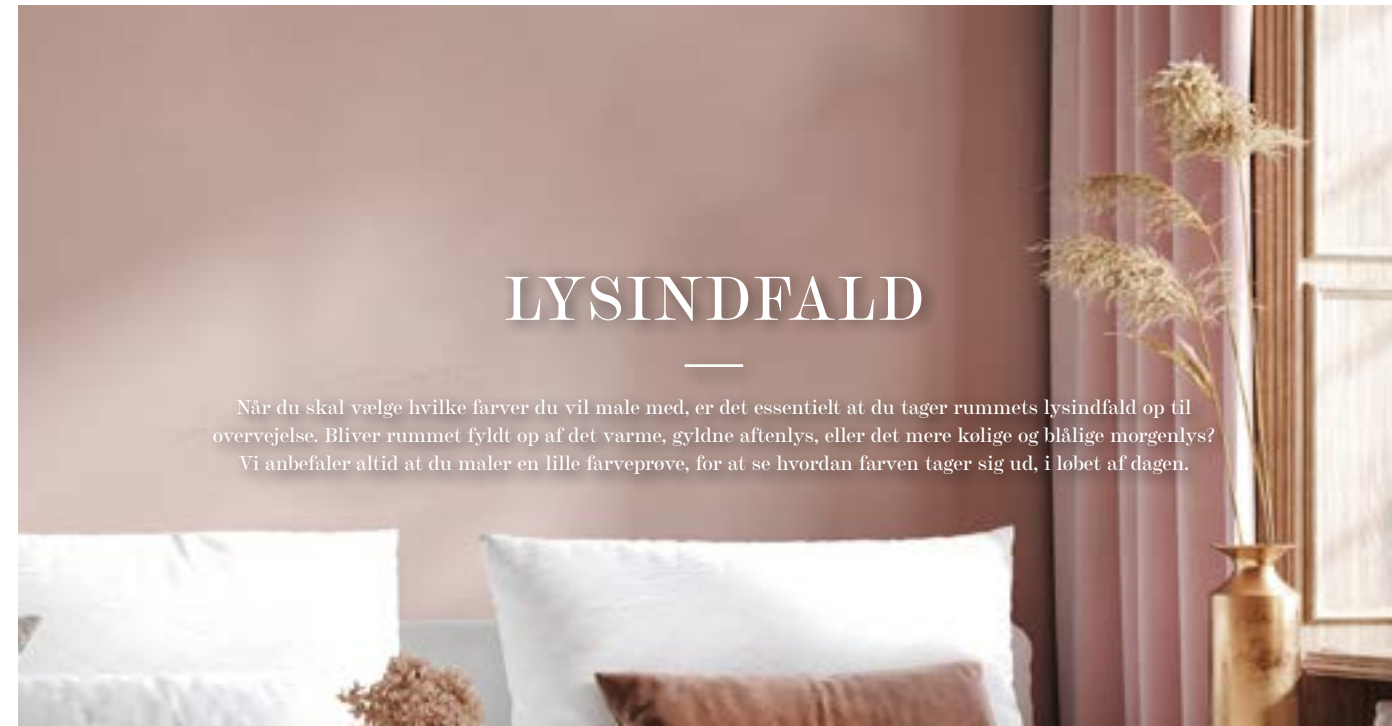 LYSINDFALD
Når du skal vælge hvilke farver du vil male med, er det essentielt at du tager rummets lysindfald op til
overvejelse. Bliver rummet fyldt op af det varme, gyldne aftenlys, eller det mere kølige og blålige morgenlys?
Vi anbefaler altid at du maler en lille farveprøve, for at se hvordan farven tager sig ud, i løbet af dagen.